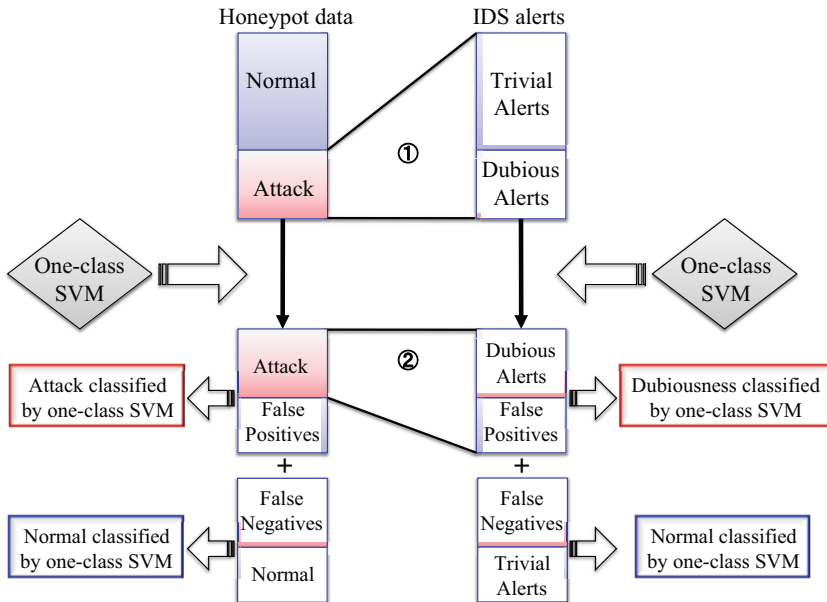 Honeypot data
IDS alerts
Normal
Trivial
Alerts
①
Attack
Dubious
Alerts
One-class
SVM
One-class
SVM
Attack
②
Dubious
Alerts
Attack classified
by one-class SVM
False
Positives
False
Positives
Dubiousness classified
by one-class SVM
+
+
False
Negatives
False
Negatives
Normal classified
by one-class SVM
Normal
Trivial
Alerts
Normal classified
by one-class SVM